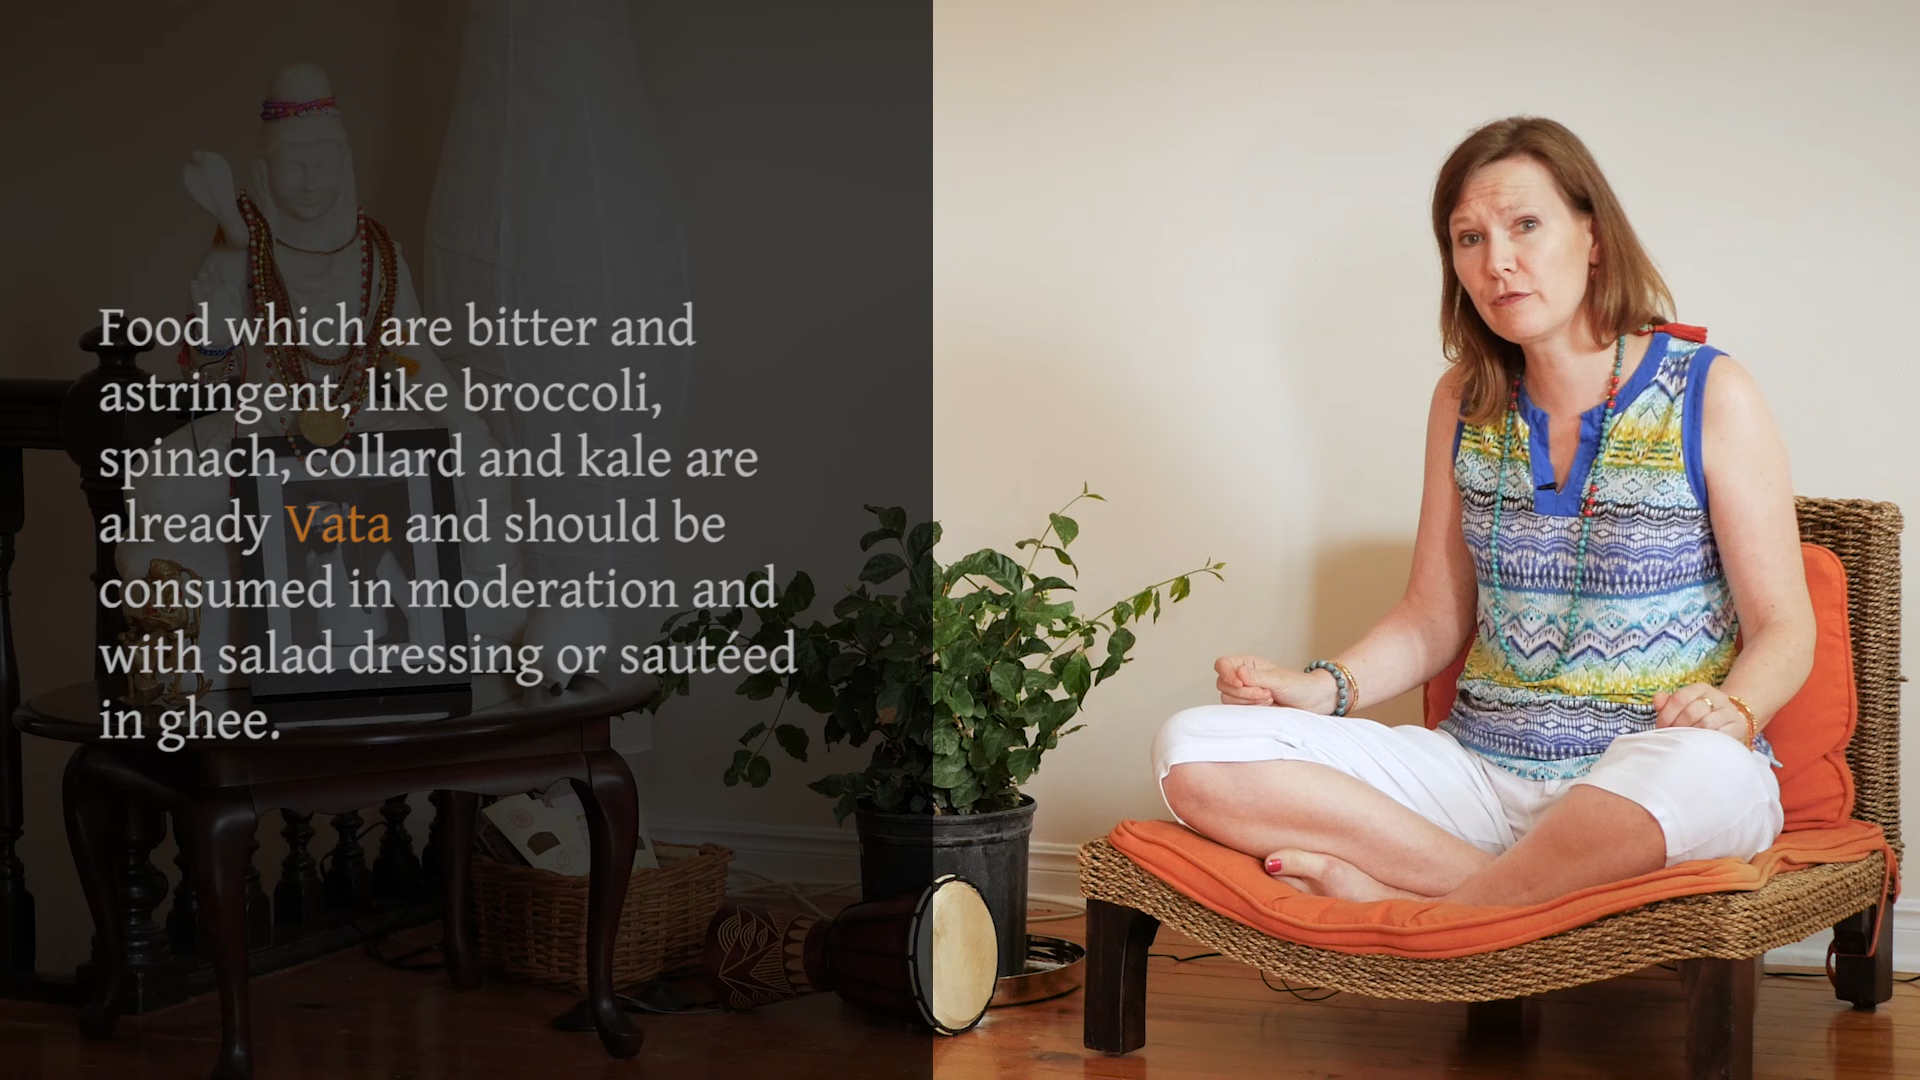 Food which are bitter and
astringent, like broccoli,
spinach, collard and kale are
already Vata and should be
consumed in moderation and
with salad dressing or sautéed
in ghee.